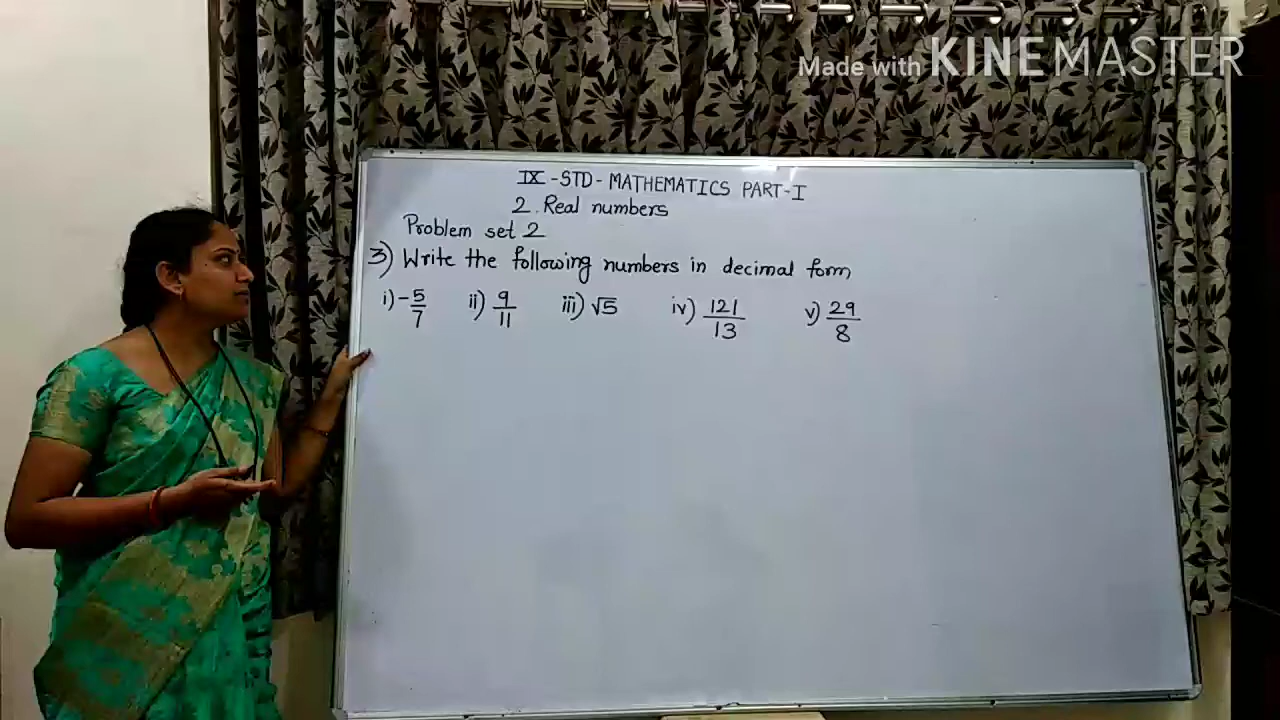 Made with KINEMASTER
IX - STD - MATHEMATICS PART - I
2. Real numbers
Problem set 2
3) Write the following numbers in decimal form
i) -5/7 ii) 9/11 iii) √5 iv) 121/13 v) 29/8